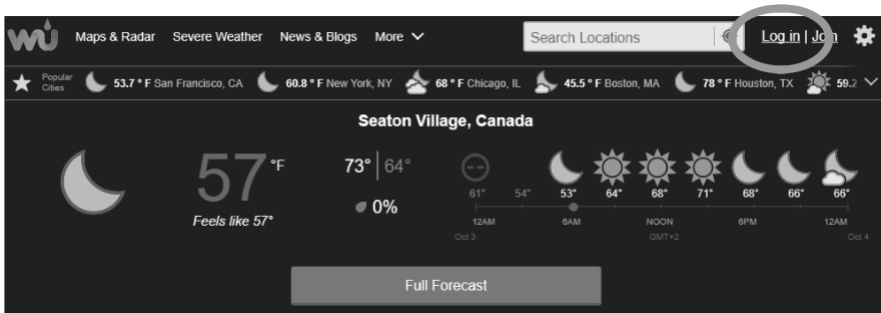 wu Maps & Radar Severe Weather News & Blogs More Search Locations Log in | Join
Popular Cities 53.7 ° F San Francisco, CA 60.8 ° F New York, NY 68 ° F Chicago, IL 45.5 ° F Boston, MA 78 ° F Houston, TX 59.2
Seaton Village, Canada
57 °F
Feels like 57°
73° | 64°
0%
61° 54° 53° 64° 68° 71° 68° 66° 66°
12AM 6AM NOON 6PM 12AM
Oct 3 GMT+2 Oct 4
Full Forecast